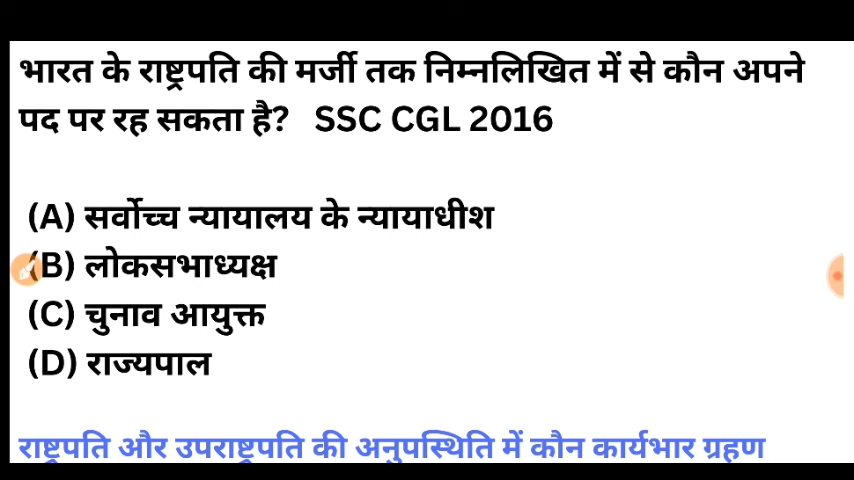 भारत के राष्ट्रपति की मर्जी तक निम्नलिखित में से कौन अपने
पद पर रह सकता है? SSC CGL 2016
(A) सर्वोच्च न्यायालय के न्यायाधीश
(B) लोकसभाध्यक्ष
(C) चुनाव आयुक्त
(D) राज्यपाल
राष्ट्रपति और उपराष्ट्रपति की अनुपस्थिति में कौन कार्यभार ग्रहण